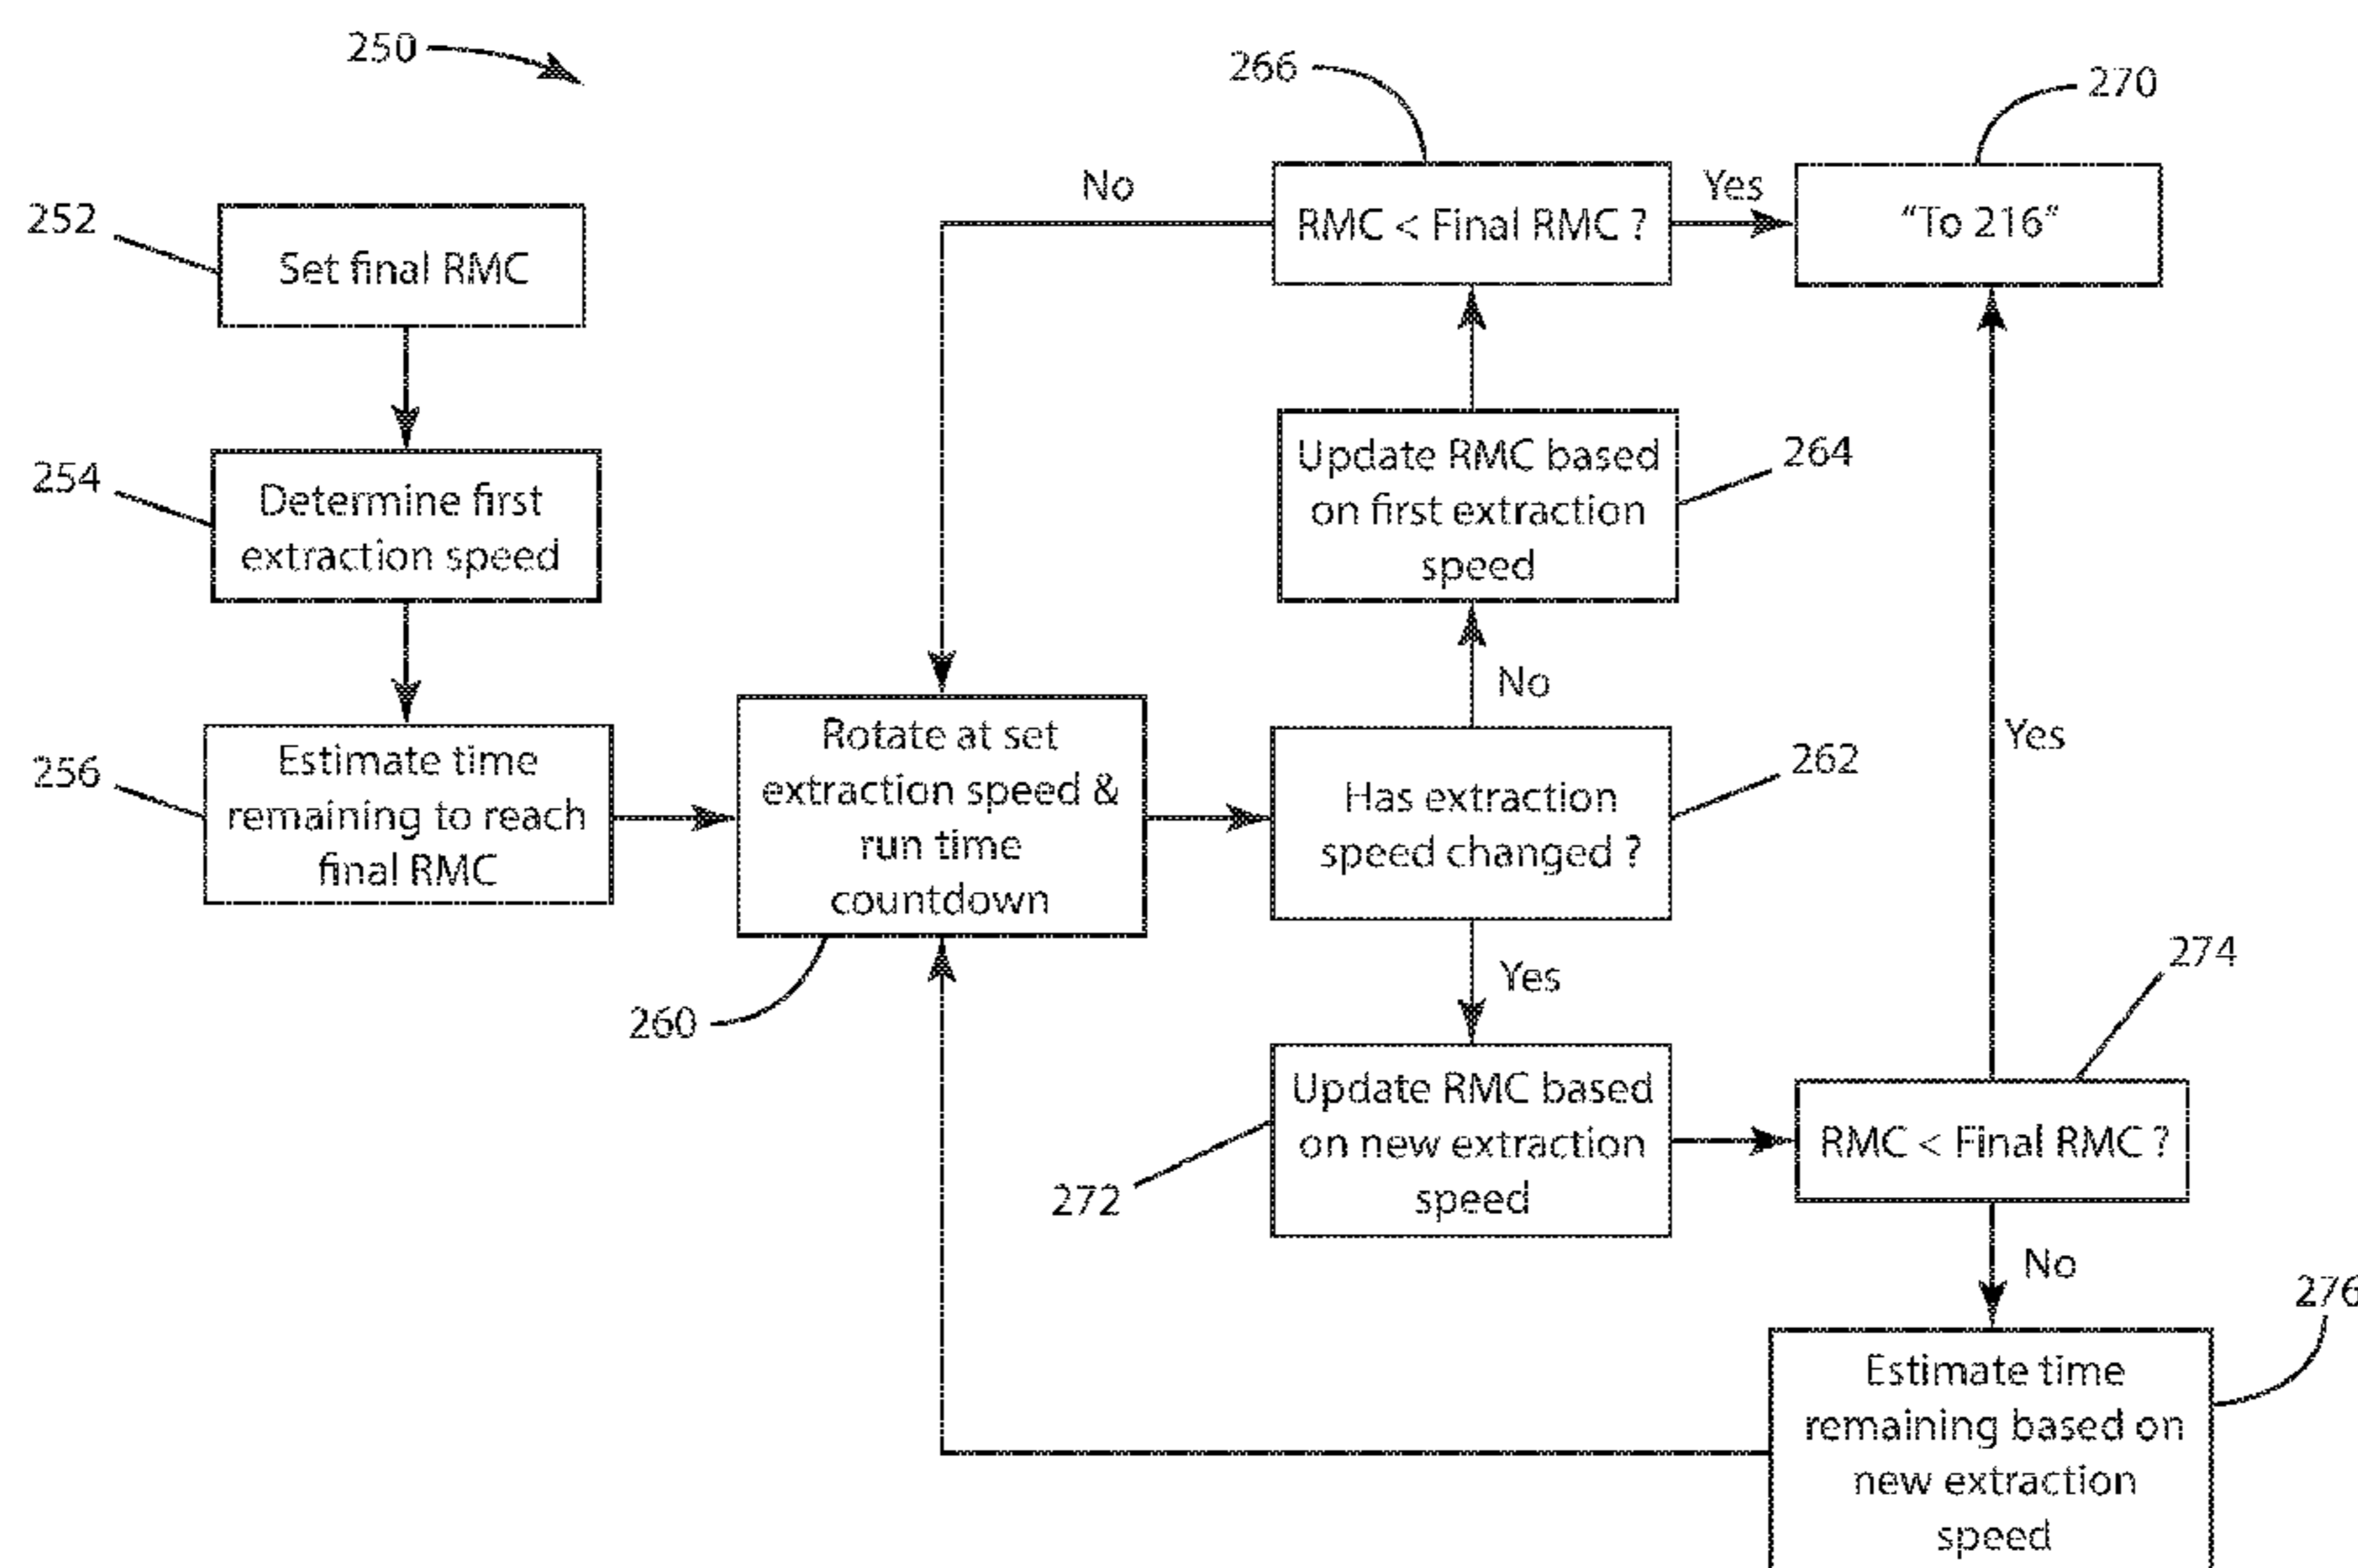 250
252
Set final RMC
254
Determine first
extraction speed
256
Estimate time
remaining to reach
final RMC
260
Rotate at set
extraction speed &
run time
countdown
262
Has extraction
speed changed ?
No
264
Update RMC based
on first extraction
speed
266
RMC < Final RMC ?
No
Yes
270
“To 216”
Yes
272
Update RMC based
on new extraction
speed
274
RMC < Final RMC ?
Yes
No
276
Estimate time
remaining based on
new extraction
speed